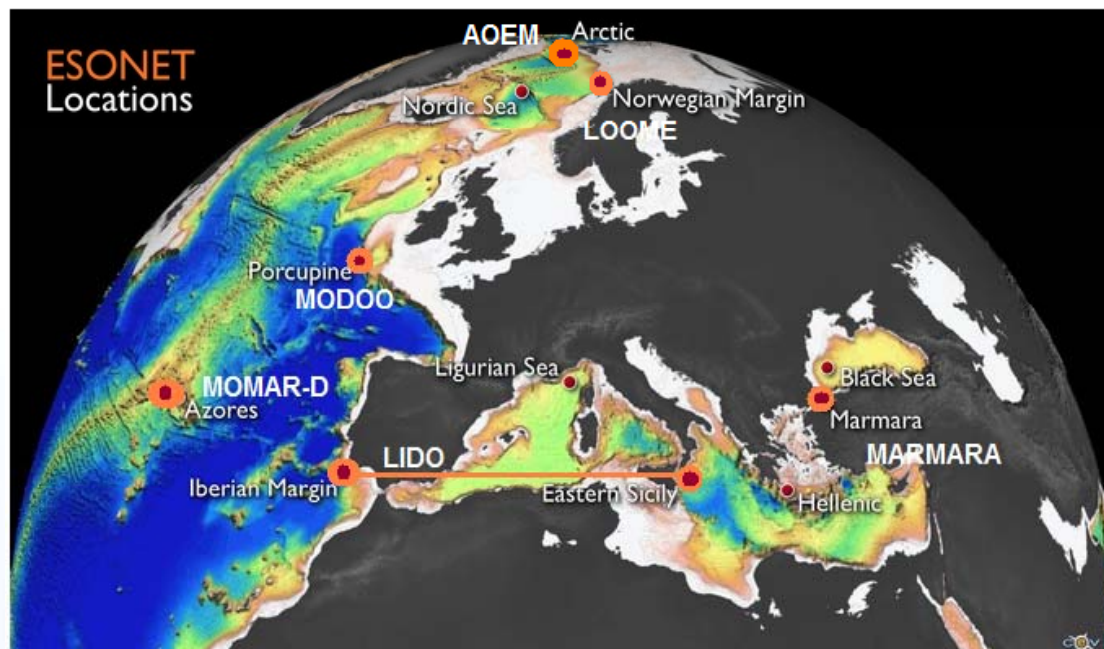 ESONET
Locations
AOEM
Arctic
Nordic Sea
Norwegian Margin
LOOME
Porcupine
MODOO
Ligurian Sea
Black Sea
MOMAR-D
Azores
Marmara
LIDO
MARMARA
Iberian Margin
Eastern Sicily
Hellenic